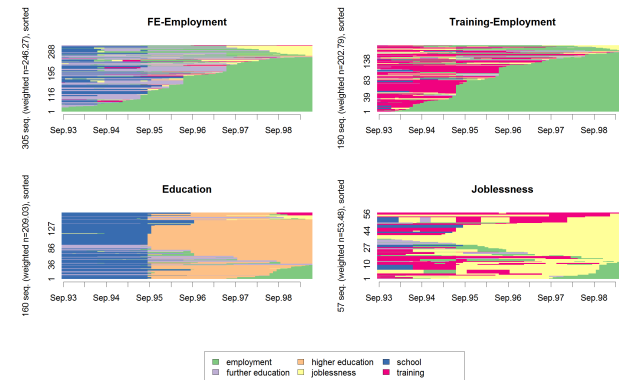 FE-Employment
Training-Employment
305 seq. (weighted n=246.27), sorted
1 116 195 288
Sep.93 Sep.94 Sep.95 Sep.96 Sep.97 Sep.98
190 seq. (weighted n=202.79), sorted
1 39 83 138
Sep.93 Sep.94 Sep.95 Sep.96 Sep.97 Sep.98
Education
Joblessness
160 seq. (weighted n=209.03), sorted
1 36 86 127
Sep.93 Sep.94 Sep.95 Sep.96 Sep.97 Sep.98
57 seq. (weighted n=53.48), sorted
1 10 27 44 56
Sep.93 Sep.94 Sep.95 Sep.96 Sep.97 Sep.98
employment higher education school
further education joblessness training